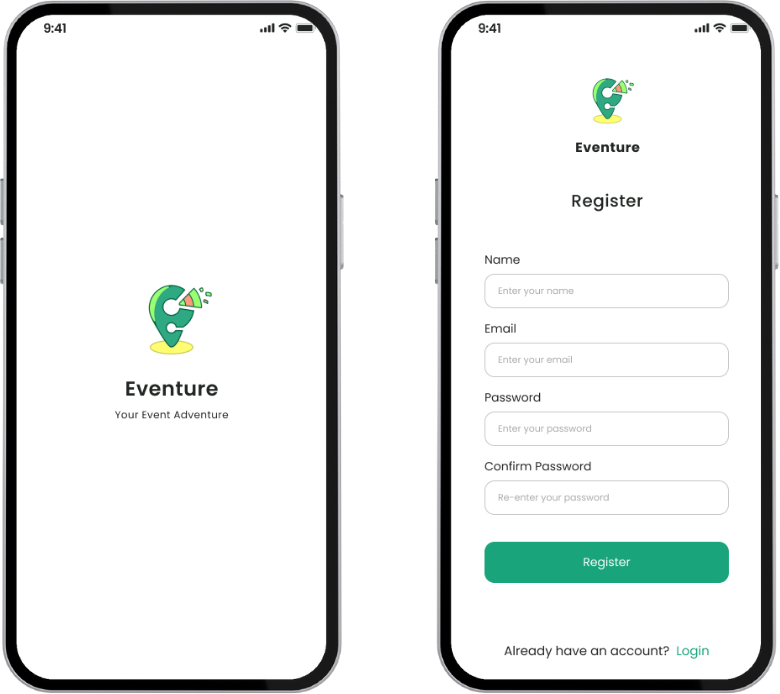 9:41
Eventure
Your Event Adventure
9:41
Eventure
Register
Name
Enter your name
Email
Enter your email
Password
Enter your password
Confirm Password
Re-enter your password
Register
Already have an account? Login